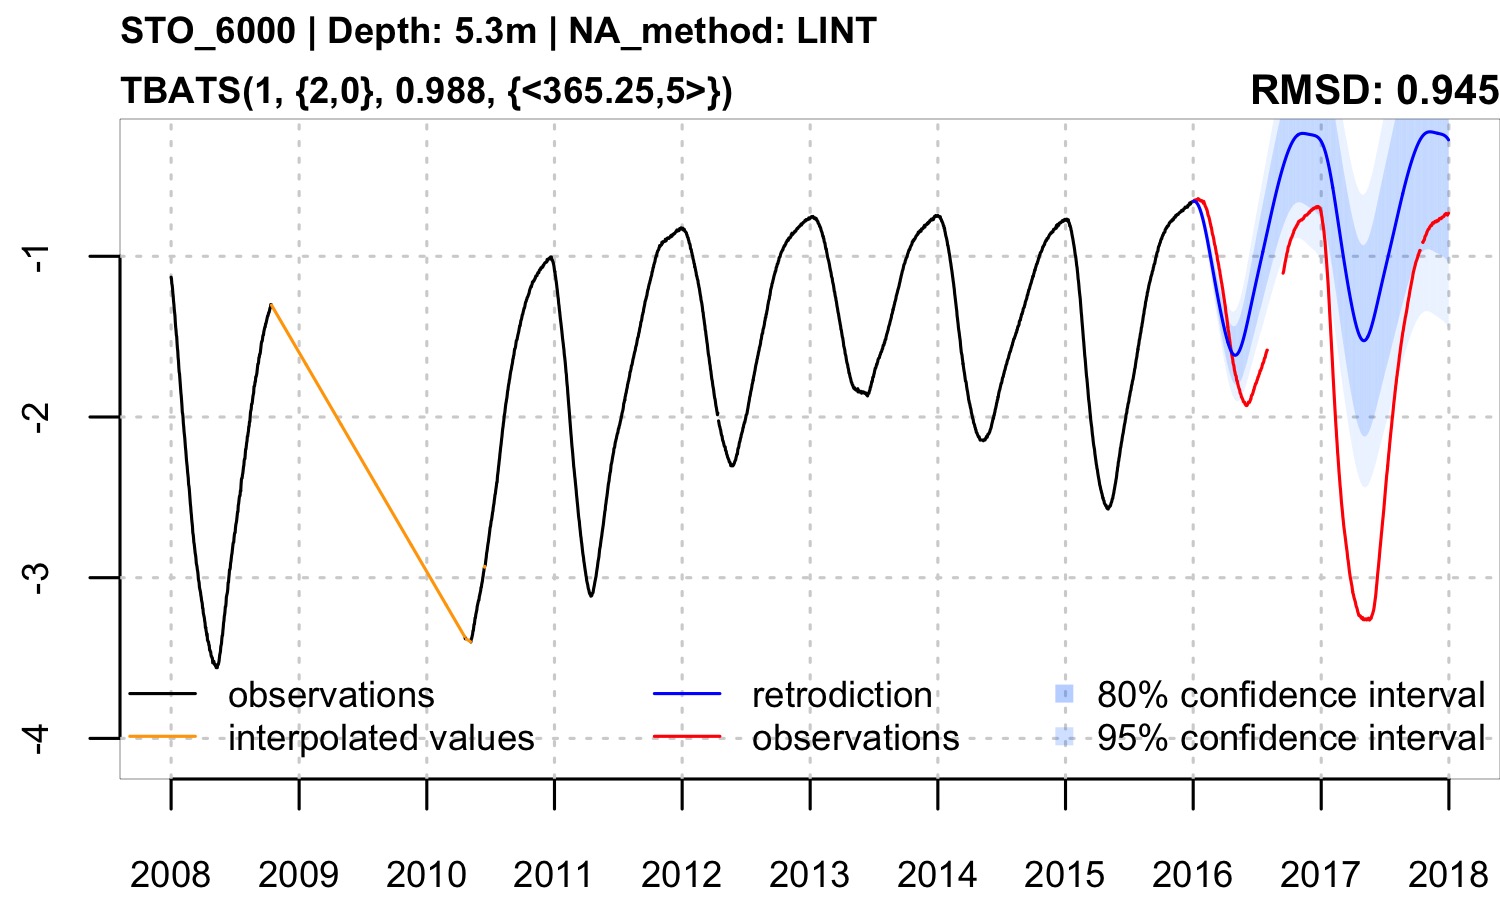 STO_6000 | Depth: 5.3m | NA_method: LINT
TBATS(1, {2,0}, 0.988, {<365.25,5>})
RMSD: 0.945
-1
-2
-3
-4
observations
interpolated values
retrodiction
observations
80% confidence interval
95% confidence interval
2008 2009 2010 2011 2012 2013 2014 2015 2016 2017 2018